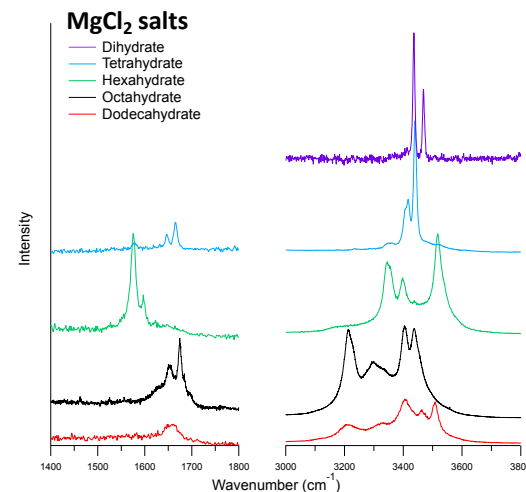 MgCl₂ salts
Dihydrate
Tetrahydrate
Hexahydrate
Octahydrate
Dodecahydrate
Intensity
1400 1500 1600 1700 1800 3000 3200 3400 3600 3800
Wavenumber (cm⁻¹)